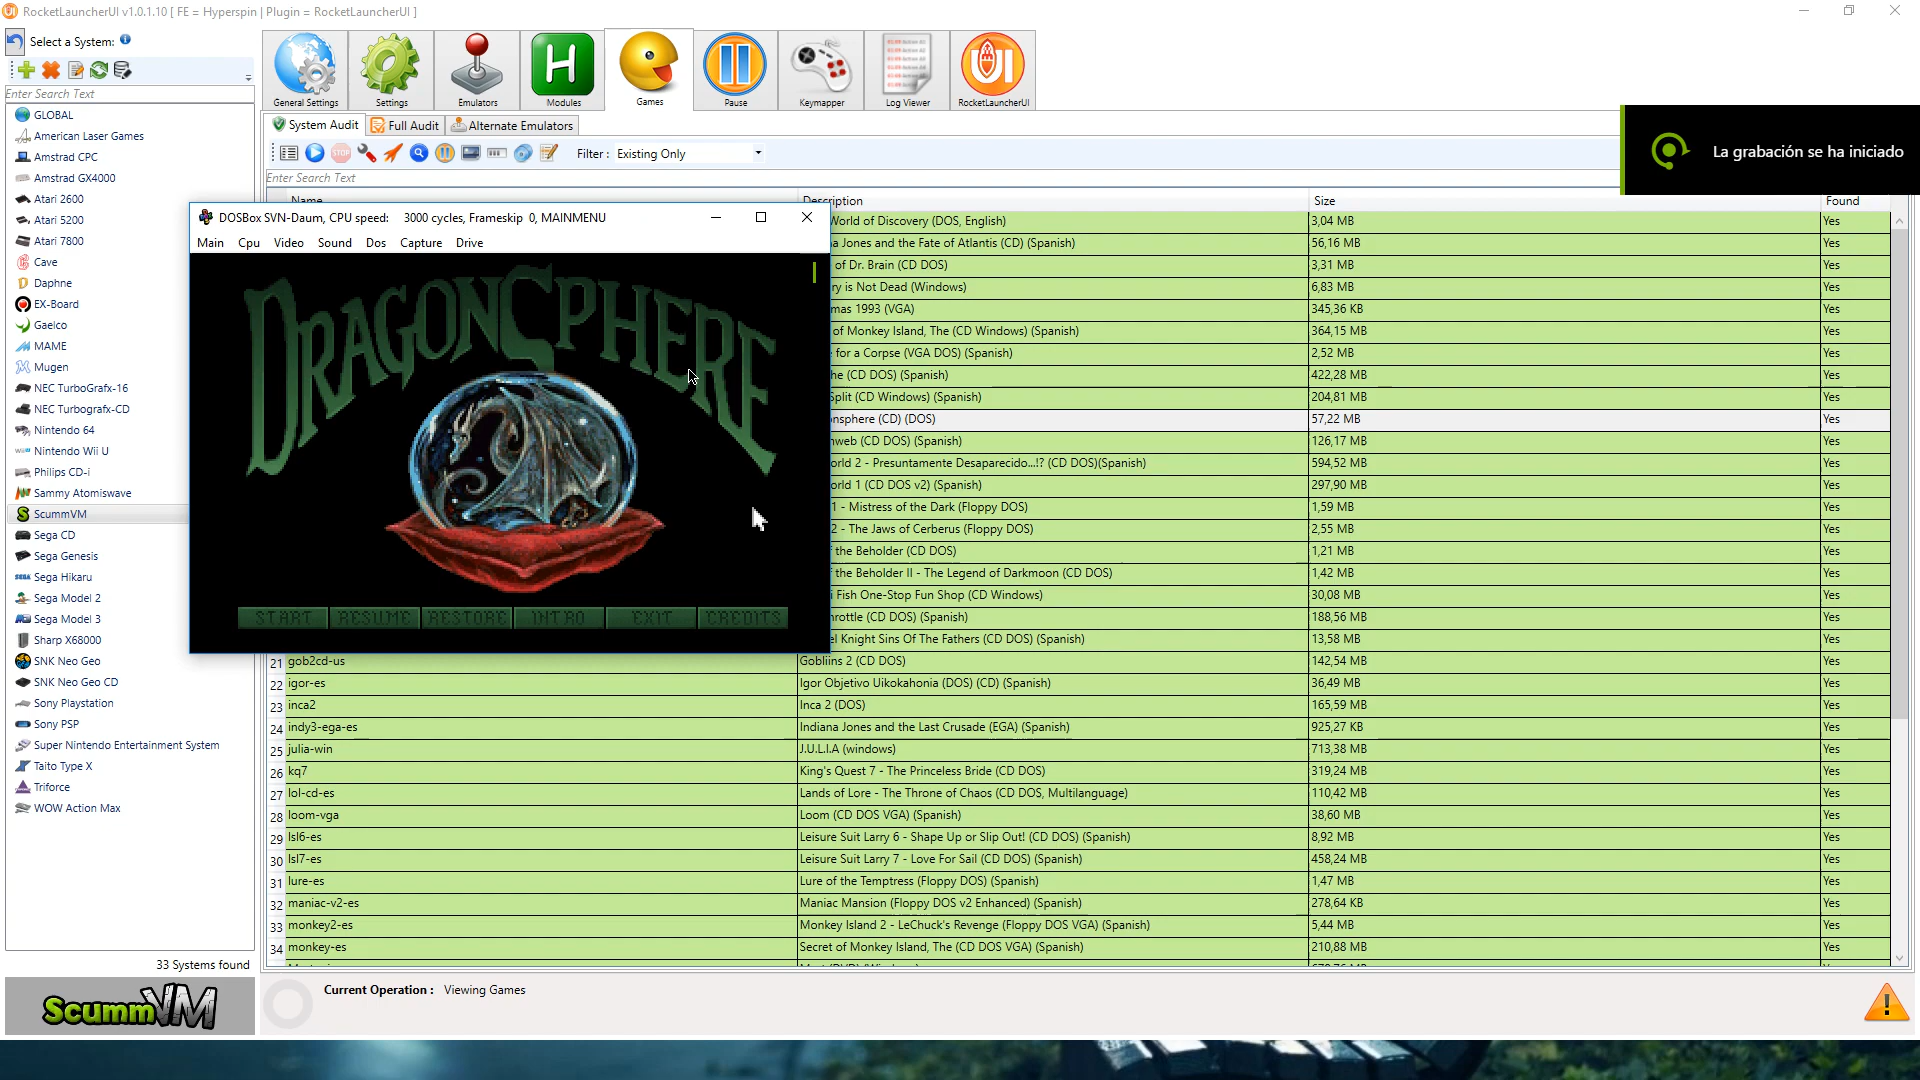 RocketLauncherUI v1.0.1.10 [ FE = Hyperspin | Plugin = RocketLauncherUI ]
Select a System:
Enter Search Text
GLOBAL
American Laser Games
Amstrad CPC
Amstrad GX4000
Atari 2600
Atari 5200
Atari 7800
Cave
Daphne
EX-Board
Gaelco
MAME
Mugen
NEC TurboGrafx-16
NEC Turbografx-CD
Nintendo 64
Nintendo Wii U
Philips CD-i
Sammy Atomiswave
ScummVM
Sega CD
Sega Genesis
Sega Hikaru
Sega Model 2
Sega Model 3
Sharp X68000
SNK Neo Geo
SNK Neo Geo CD
Sony Playstation
Sony PSP
Super Nintendo Entertainment System
Taito Type X
Triforce
WOW Action Max
33 Systems found
ScummVM
General Settings
Settings
Emulators
Modules
Games
Pause
Keymapper
Log Viewer
RocketLauncherUI
System Audit
Full Audit
Alternate Emulators
STOP
Filter : Existing Only
Enter Search Text
La grabación se ha iniciado
Name Description Size Found
World of Discovery (DOS, English) 3,04 MB Yes
a Jones and the Fate of Atlantis (CD) (Spanish) 56,16 MB Yes
of Dr. Brain (CD DOS) 3,31 MB Yes
ry is Not Dead (Windows) 6,83 MB Yes
mas 1993 (VGA) 345,36 KB Yes
of Monkey Island, The (CD Windows) (Spanish) 364,15 MB Yes
for a Corpse (VGA DOS) (Spanish) 2,52 MB Yes
he (CD DOS) (Spanish) 422,28 MB Yes
Split (CD Windows) (Spanish) 204,81 MB Yes
onsphere (CD) (DOS) 57,22 MB Yes
nweb (CD DOS) (Spanish) 126,17 MB Yes
orld 2 - Presuntamente Desaparecido...!? (CD DOS)(Spanish) 594,52 MB Yes
orld 1 (CD DOS v2) (Spanish) 297,90 MB Yes
1 - Mistress of the Dark (Floppy DOS) 1,59 MB Yes
2 - The Jaws of Cerberus (Floppy DOS) 2,55 MB Yes
f the Beholder (CD DOS) 1,21 MB Yes
f the Beholder II - The Legend of Darkmoon (CD DOS) 1,42 MB Yes
i Fish One-Stop Fun Shop (CD Windows) 30,08 MB Yes
hrottle (CD DOS) (Spanish) 188,56 MB Yes
el Knight Sins Of The Fathers (CD DOS) (Spanish) 13,58 MB Yes
21 gob2cd-us Gobliins 2 (CD DOS) 142,54 MB Yes
22 igor-es Igor Objetivo Uikokahonia (DOS) (CD) (Spanish) 36,49 MB Yes
23 inca2 Inca 2 (DOS) 165,59 MB Yes
24 indy3-ega-es Indiana Jones and the Last Crusade (EGA) (Spanish) 925,27 KB Yes
25 julia-win J.U.L.I.A (windows) 713,38 MB Yes
26 kq7 King's Quest 7 - The Princeless Bride (CD DOS) 319,24 MB Yes
27 lol-cd-es Lands of Lore - The Throne of Chaos (CD DOS, Multilanguage) 110,42 MB Yes
28 loom-vga Loom (CD DOS VGA) (Spanish) 38,60 MB Yes
29 lsl6-es Leisure Suit Larry 6 - Shape Up or Slip Out! (CD DOS) (Spanish) 8,92 MB Yes
30 lsl7-es Leisure Suit Larry 7 - Love For Sail (CD DOS) (Spanish) 458,24 MB Yes
31 lure-es Lure of the Temptress (Floppy DOS) (Spanish) 1,47 MB Yes
32 maniac-v2-es Maniac Mansion (Floppy DOS v2 Enhanced) (Spanish) 278,64 KB Yes
33 monkey2-es Monkey Island 2 - LeChuck's Revenge (Floppy DOS VGA) (Spanish) 5,44 MB Yes
34 monkey-es Secret of Monkey Island, The (CD DOS VGA) (Spanish) 210,88 MB Yes
DOSBox SVN-Daum, CPU speed: 3000 cycles, Frameskip 0, MAINMENU
Main Cpu Video Sound Dos Capture Drive
DRAGONSPHERE
START RESUME RESTORE INTRO EXIT CREDITS
Current Operation : Viewing Games